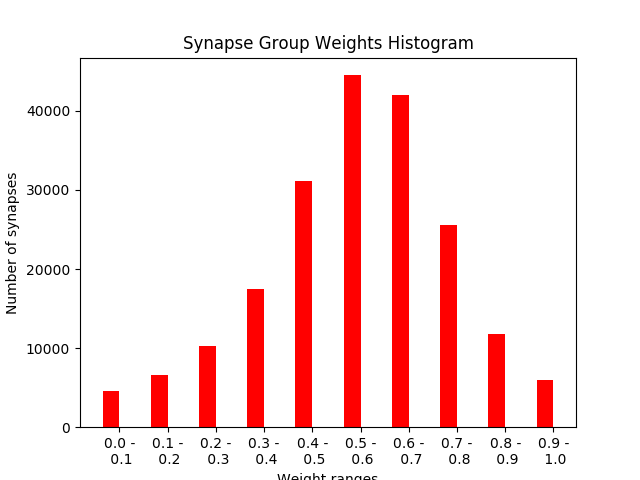 Synapse Group Weights Histogram
Number of synapses
40000
30000
20000
10000
0
0.0 - 0.1 - 0.2 - 0.3 - 0.4 - 0.5 - 0.6 - 0.7 - 0.8 - 0.9 -
0.1 0.2 0.3 0.4 0.5 0.6 0.7 0.8 0.9 1.0
Weight ranges